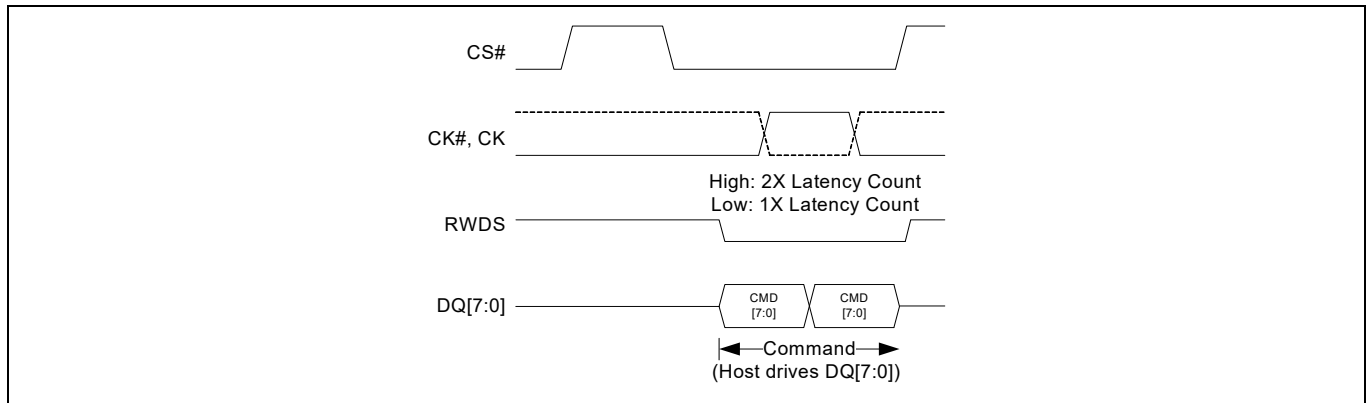 CS#
CK#, CK
High: 2X Latency Count
Low: 1X Latency Count
RWDS
DQ[7:0]
CMD
[7:0]
CMD
[7:0]
Command
(Host drives DQ[7:0])